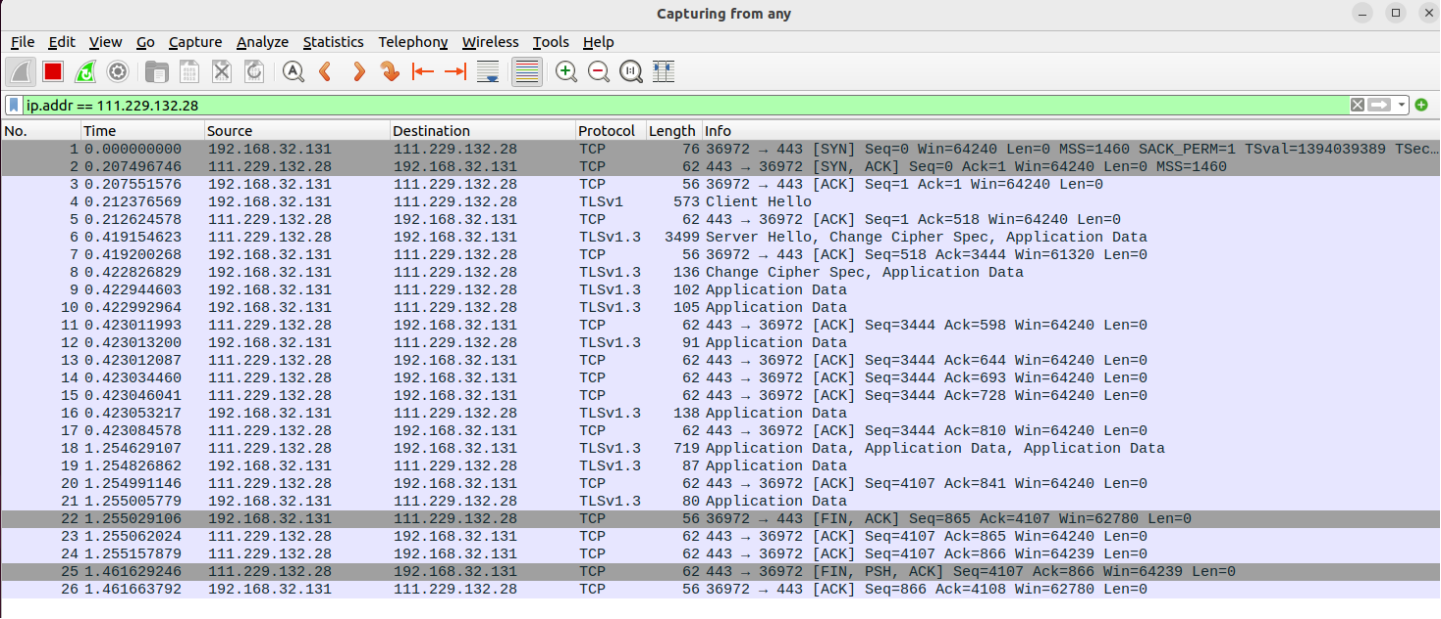 Capturing from any
File Edit View Go Capture Analyze Statistics Telephony Wireless Tools Help
ip.addr == 111.229.132.28
No. Time Source Destination Protocol Length Info
1 0.000000000 192.168.32.131 111.229.132.28 TCP 76 36972 → 443 [SYN] Seq=0 Win=64240 Len=0 MSS=1460 SACK_PERM=1 TSval=1394039389 TSec…
2 0.207496746 111.229.132.28 192.168.32.131 TCP 62 443 → 36972 [SYN, ACK] Seq=0 Ack=1 Win=64240 Len=0 MSS=1460
3 0.207551576 192.168.32.131 111.229.132.28 TCP 56 36972 → 443 [ACK] Seq=1 Ack=1 Win=64240 Len=0
4 0.212376569 192.168.32.131 111.229.132.28 TLSv1 573 Client Hello
5 0.212624578 111.229.132.28 192.168.32.131 TCP 62 443 → 36972 [ACK] Seq=1 Ack=518 Win=64240 Len=0
6 0.419154623 111.229.132.28 192.168.32.131 TLSv1.3 3499 Server Hello, Change Cipher Spec, Application Data
7 0.419200268 192.168.32.131 111.229.132.28 TCP 56 36972 → 443 [ACK] Seq=518 Ack=3444 Win=61320 Len=0
8 0.422826829 192.168.32.131 111.229.132.28 TLSv1.3 136 Change Cipher Spec, Application Data
9 0.422944603 192.168.32.131 111.229.132.28 TLSv1.3 102 Application Data
10 0.422992964 192.168.32.131 111.229.132.28 TLSv1.3 105 Application Data
11 0.423011993 111.229.132.28 192.168.32.131 TCP 62 443 → 36972 [ACK] Seq=3444 Ack=598 Win=64240 Len=0
12 0.423013200 192.168.32.131 111.229.132.28 TLSv1.3 91 Application Data
13 0.423012087 111.229.132.28 192.168.32.131 TCP 62 443 → 36972 [ACK] Seq=3444 Ack=644 Win=64240 Len=0
14 0.423034460 111.229.132.28 192.168.32.131 TCP 62 443 → 36972 [ACK] Seq=3444 Ack=693 Win=64240 Len=0
15 0.423046041 111.229.132.28 192.168.32.131 TCP 62 443 → 36972 [ACK] Seq=3444 Ack=728 Win=64240 Len=0
16 0.423053217 192.168.32.131 111.229.132.28 TLSv1.3 138 Application Data
17 0.423084578 111.229.132.28 192.168.32.131 TCP 62 443 → 36972 [ACK] Seq=3444 Ack=810 Win=64240 Len=0
18 1.254629107 111.229.132.28 192.168.32.131 TLSv1.3 719 Application Data, Application Data, Application Data
19 1.254826862 192.168.32.131 111.229.132.28 TLSv1.3 87 Application Data
20 1.254991146 111.229.132.28 192.168.32.131 TCP 62 443 → 36972 [ACK] Seq=4107 Ack=841 Win=64240 Len=0
21 1.255005779 192.168.32.131 111.229.132.28 TLSv1.3 80 Application Data
22 1.255029106 192.168.32.131 111.229.132.28 TCP 56 36972 → 443 [FIN, ACK] Seq=865 Ack=4107 Win=62780 Len=0
23 1.255062024 111.229.132.28 192.168.32.131 TCP 62 443 → 36972 [ACK] Seq=4107 Ack=865 Win=64240 Len=0
24 1.255157879 111.229.132.28 192.168.32.131 TCP 62 443 → 36972 [ACK] Seq=4107 Ack=866 Win=64239 Len=0
25 1.461629246 111.229.132.28 192.168.32.131 TCP 62 443 → 36972 [FIN, PSH, ACK] Seq=4107 Ack=866 Win=64239 Len=0
26 1.461663792 192.168.32.131 111.229.132.28 TCP 56 36972 → 443 [ACK] Seq=866 Ack=4108 Win=62780 Len=0